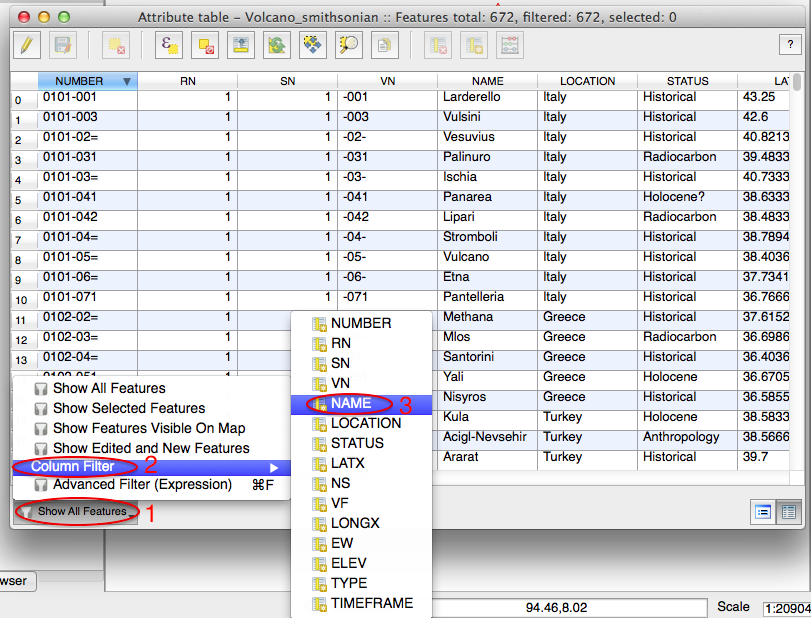 Attribute table – Volcano_smithsonian :: Features total: 672, filtered: 672, selected: 0
ε
?
NUMBER RN SN VN NAME LOCATION STATUS LAT
0 0101-001 1 1 -001 Larderello Italy Historical 43.25
1 0101-003 1 1 -003 Vulsini Italy Historical 42.6
2 0101-02= 1 1 -02- Vesuvius Italy Historical 40.8213
3 0101-031 1 1 -031 Palinuro Italy Radiocarbon 39.4833
4 0101-03= 1 1 -03- Ischia Italy Historical 40.7333
5 0101-041 1 1 -041 Panarea Italy Holocene? 38.6333
6 0101-042 1 1 -042 Lipari Italy Radiocarbon 38.4833
7 0101-04= 1 1 -04- Stromboli Italy Historical 38.7894
8 0101-05= 1 1 -05- Vulcano Italy Historical 38.4036
9 0101-06= 1 1 -06- Etna Italy Historical 37.7341
10 0101-071 1 1 -071 Pantelleria Italy Historical 36.7666
11 0102-02= 1 Methana Greece Historical 37.6152
12 0102-03= 1 Mlos Greece Radiocarbon 36.6986
13 0102-04= 1 Santorini Greece Historical 36.4036
0102-051 Yali Greece Holocene 36.6705
Nisyros Greece Historical 36.5855
Kula Turkey Holocene 38.5833
Acigl-Nevsehir Turkey Anthropology 38.5666
Ararat Turkey Historical 39.7
Show All Features
Show Selected Features
Show Features Visible On Map
Show Edited and New Features
Column Filter 2
Advanced Filter (Expression) ⌘F
Show All Features 1
NUMBER
RN
SN
VN
NAME 3
LOCATION
STATUS
LATX
NS
VF
LONGX
EW
ELEV
TYPE
TIMEFRAME
wser
94.46,8.02 Scale 1:20904